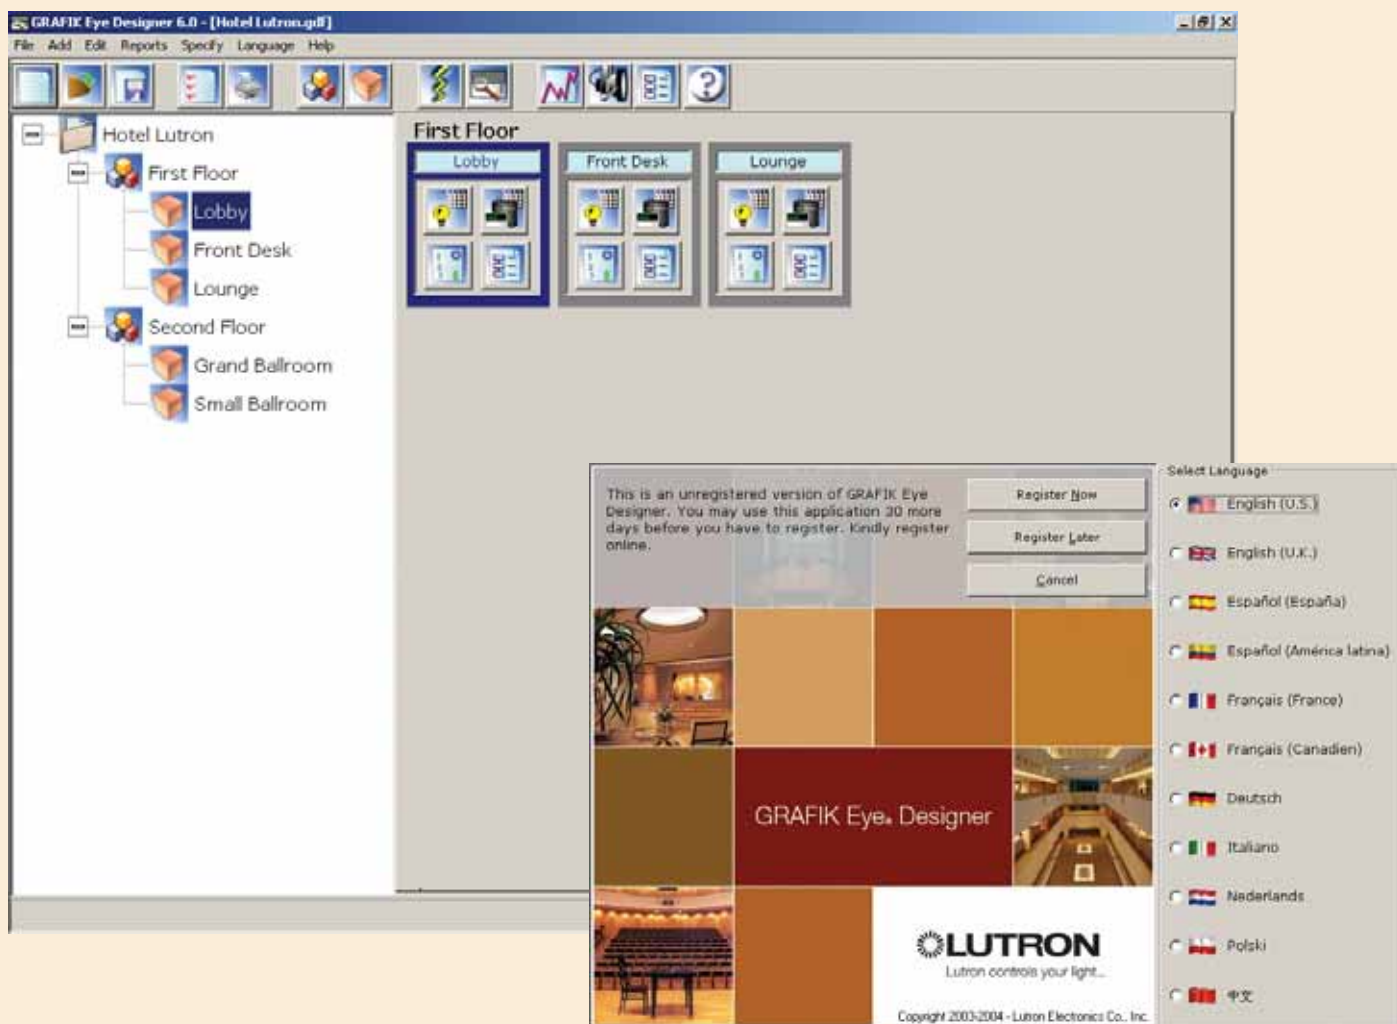 GRAFIK Eye Designer 6.0 - [Hotel Lutron.gdf]
File Add Edit Reports Specify Language Help
Hotel Lutron
First Floor
Lobby
Front Desk
Lounge
Second Floor
Grand Ballroom
Small Ballroom
First Floor
Lobby
Front Desk
Lounge
This is an unregistered version of GRAFIK Eye
Designer. You may use this application 30 more
days before you have to register. Kindly register
online.
Register Now
Register Later
Cancel
GRAFIK Eye® Designer
LUTRON
Lutron controls your light...
Copyright 2003-2004 - Lutron Electronics Co., Inc.
Select Language
English (U.S.)
English (U.K.)
Español (España)
Español (América latina)
Français (France)
Français (Canadien)
Deutsch
Italiano
Nederlands
Polski
中文